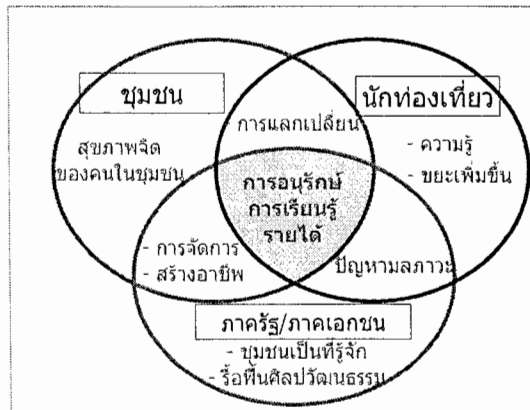 ชุมชน
นักท่องเที่ยว
การแลกเปลี่ยน
สุขภาพจิต
ของคนในชุมชน
- ความรู้
- ขยะเพิ่มขึ้น
การอนุรักษ์
การเรียนรู้
รายได้
- การจัดการ
- สร้างอาชีพ
ปัญหามลภาวะ
ภาครัฐ/ภาคเอกชน
- ชุมชนเป็นที่รู้จัก
- รื้อฟื้นศิลปวัฒนธรรม